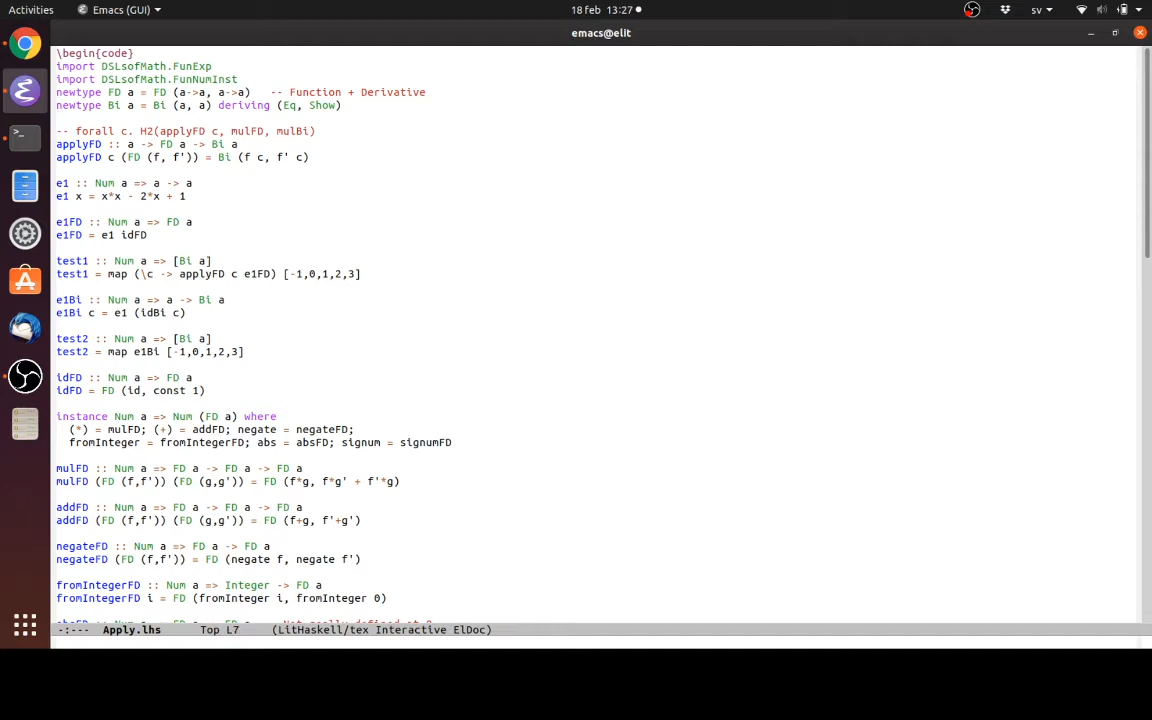 Activities
Emacs (GUI)
18 feb 13:27
sv
emacs@elit
\begin{code}
import DSLsofMath.FunExp
import DSLsofMath.FunNumInst
newtype FD a = FD (a->a, a->a)   -- Function + Derivative
newtype Bi a = Bi (a, a) deriving (Eq, Show)
-- forall c. H2(applyFD c, mulFD, mulBi)
applyFD :: a -> FD a -> Bi a
applyFD c (FD (f, f')) = Bi (f c, f' c)
e1 :: Num a => a -> a
e1 x = x*x - 2*x + 1
e1FD :: Num a => FD a
e1FD = e1 idFD
test1 :: Num a => [Bi a]
test1 = map (\c -> applyFD c e1FD) [-1,0,1,2,3]
e1Bi :: Num a => a -> Bi a
e1Bi c = e1 (idBi c)
test2 :: Num a => [Bi a]
test2 = map e1Bi [-1,0,1,2,3]
idFD :: Num a => FD a
idFD = FD (id, const 1)
instance Num a => Num (FD a) where
  (*) = mulFD; (+) = addFD; negate = negateFD;
  fromInteger = fromIntegerFD; abs = absFD; signum = signumFD
mulFD :: Num a => FD a -> FD a -> FD a
mulFD (FD (f,f')) (FD (g,g')) = FD (f*g, f*g' + f'*g)
addFD :: Num a => FD a -> FD a -> FD a
addFD (FD (f,f')) (FD (g,g')) = FD (f+g, f'+g')
negateFD :: Num a => FD a -> FD a
negateFD (FD (f,f')) = FD (negate f, negate f')
fromIntegerFD :: Num a => Integer -> FD a
fromIntegerFD i = FD (fromInteger i, fromInteger 0)
-:---  Apply.lhs      Top L7     (LitHaskell/tex Interactive ElDoc)